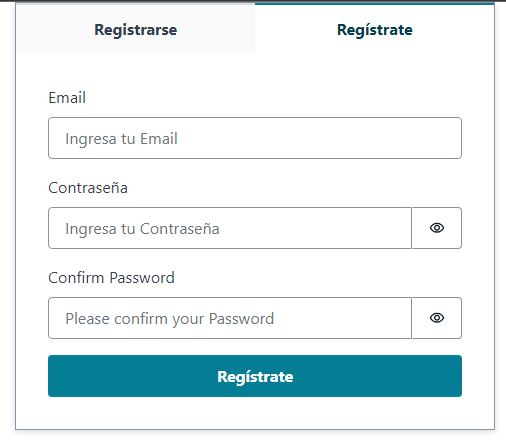 Registrarse
Regístrate
Email
Ingresa tu Email
Contraseña
Ingresa tu Contraseña
Confirm Password
Please confirm your Password
Regístrate